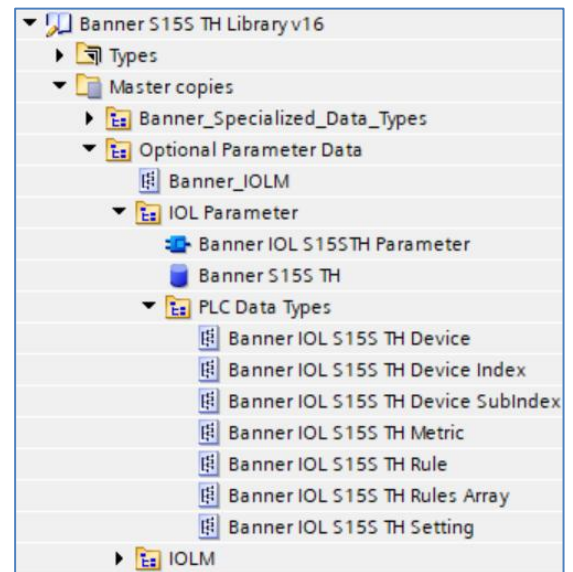 Banner S15S TH Library v16
Types
Master copies
Banner_Specialized_Data_Types
Optional Parameter Data
Banner_IOLM
IOL Parameter
Banner IOL S15STH Parameter
Banner S15S TH
PLC Data Types
Banner IOL S15S TH Device
Banner IOL S15S TH Device Index
Banner IOL S15S TH Device SubIndex
Banner IOL S15S TH Metric
Banner IOL S15S TH Rule
Banner IOL S15S TH Rules Array
Banner IOL S15S TH Setting
IOLM